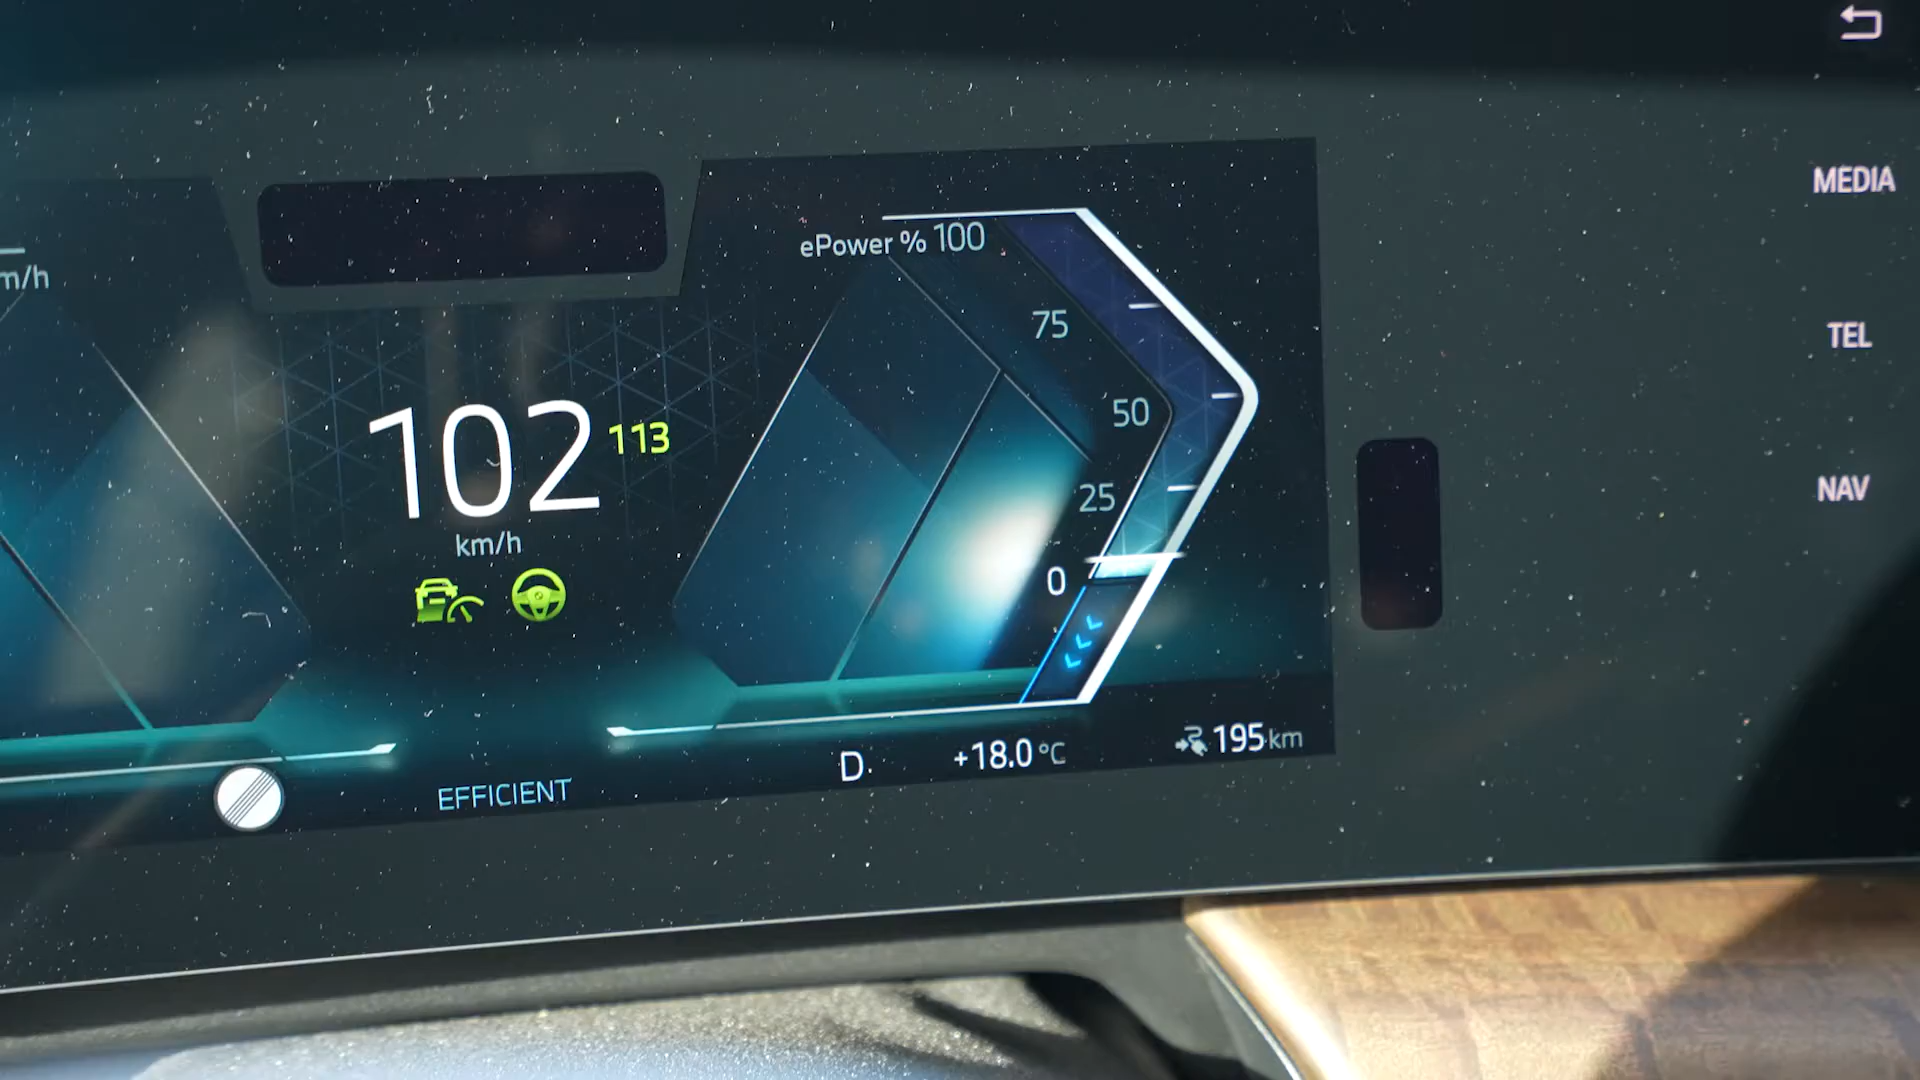 MEDIA
ePower % 100
m/h
75
TEL
50
102 113
25
NAV
km/h
0
195 km
+18.0 °C
D
EFFICIENT